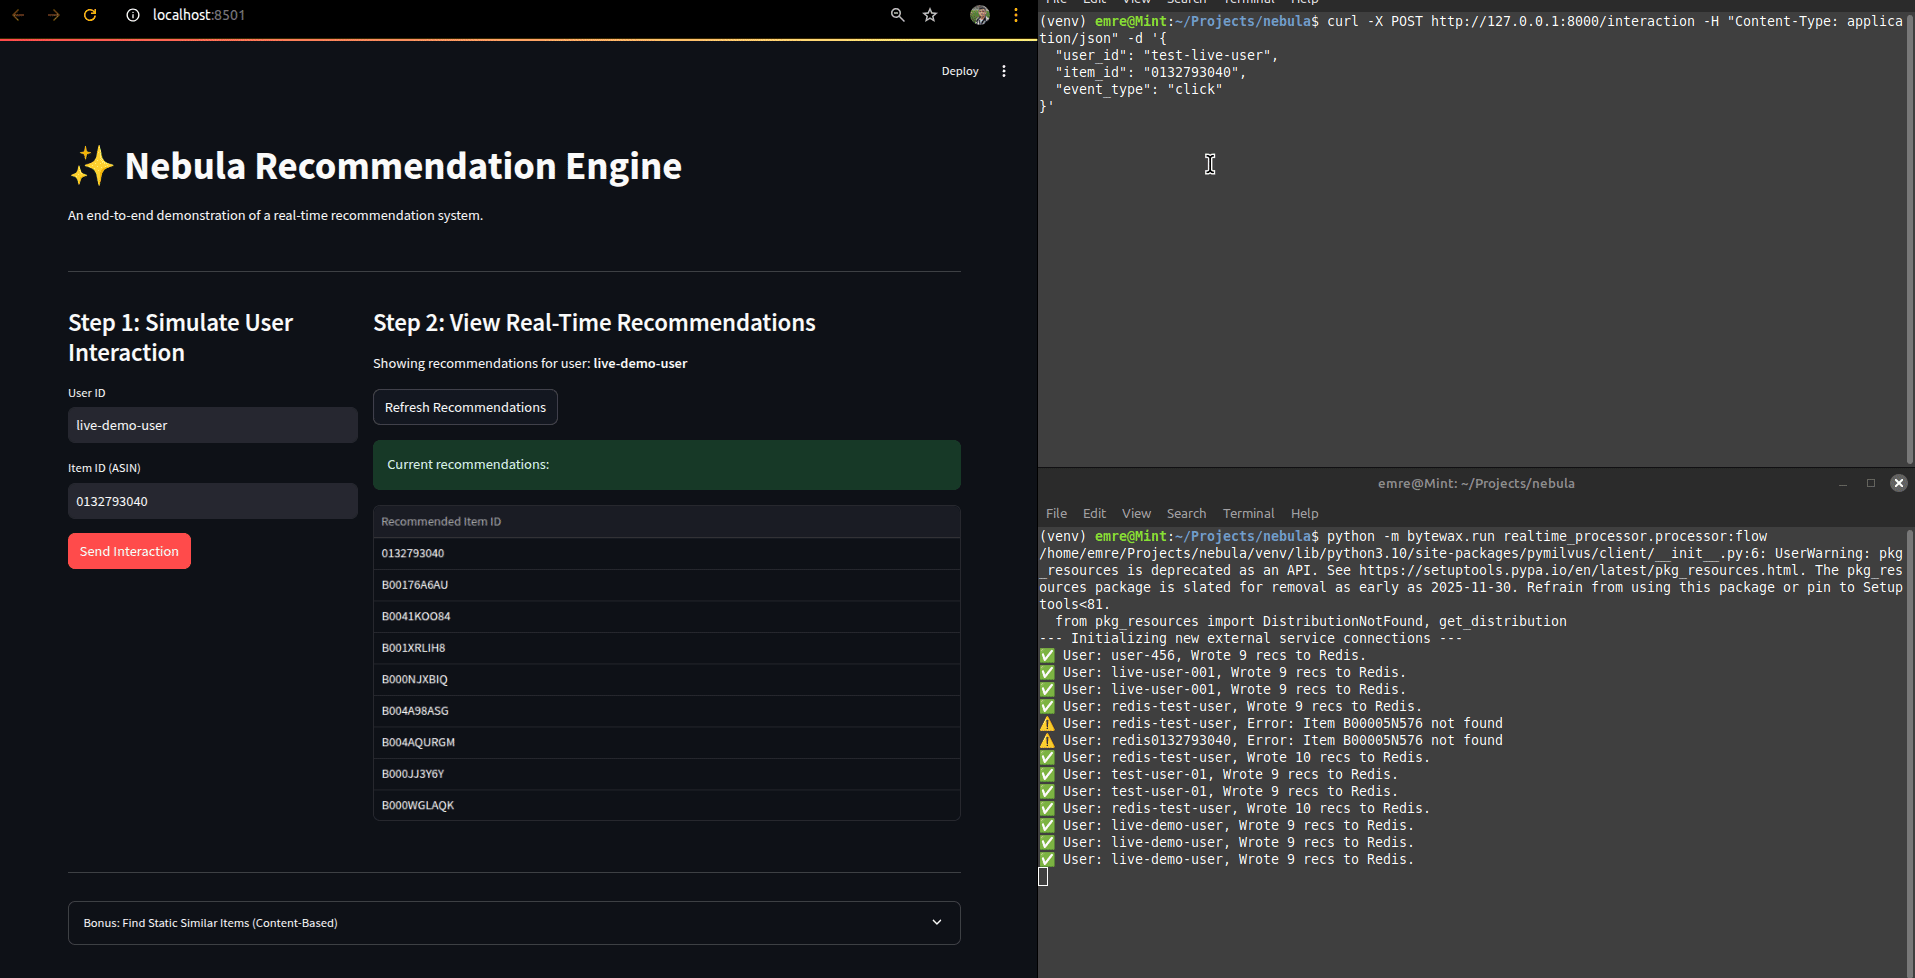 localhost:8501
Deploy
✨ Nebula Recommendation Engine
An end-to-end demonstration of a real-time recommendation system.
Step 1: Simulate User
Interaction
User ID
live-demo-user
Item ID (ASIN)
0132793040
Send Interaction
Step 2: View Real-Time Recommendations
Showing recommendations for user: live-demo-user
Refresh Recommendations
Current recommendations:
Recommended Item ID
0132793040
B00176A6AU
B0041KOO84
B001XRLIH8
B000NJXBIQ
B004A98ASG
B004AQURGM
B000JJ3Y6Y
B000WGLAQK
Bonus: Find Static Similar Items (Content-Based)
File Edit View Search Terminal Help
(venv) emre@Mint:~/Projects/nebula$ curl -X POST http://127.0.0.1:8000/interaction -H "Content-Type: applica
tion/json" -d '{
  "user_id": "test-live-user",
  "item_id": "0132793040",
  "event_type": "click"
}'
emre@Mint: ~/Projects/nebula
File Edit View Search Terminal Help
(venv) emre@Mint:~/Projects/nebula$ python -m bytewax.run realtime_processor.processor:flow
/home/emre/Projects/nebula/venv/lib/python3.10/site-packages/pymilvus/client/__init__.py:6: UserWarning: pkg
_resources is deprecated as an API. See https://setuptools.pypa.io/en/latest/pkg_resources.html. The pkg_res
ources package is slated for removal as early as 2025-11-30. Refrain from using this package or pin to Setup
tools<81.
  from pkg_resources import DistributionNotFound, get_distribution
--- Initializing new external service connections ---
✅ User: user-456, Wrote 9 recs to Redis.
✅ User: live-user-001, Wrote 9 recs to Redis.
✅ User: live-user-001, Wrote 9 recs to Redis.
✅ User: redis-test-user, Wrote 9 recs to Redis.
⚠️ User: redis-test-user, Error: Item B00005N576 not found
⚠️ User: redis0132793040, Error: Item B00005N576 not found
✅ User: redis-test-user, Wrote 10 recs to Redis.
✅ User: test-user-01, Wrote 9 recs to Redis.
✅ User: test-user-01, Wrote 9 recs to Redis.
✅ User: redis-test-user, Wrote 10 recs to Redis.
✅ User: live-demo-user, Wrote 9 recs to Redis.
✅ User: live-demo-user, Wrote 9 recs to Redis.
✅ User: live-demo-user, Wrote 9 recs to Redis.